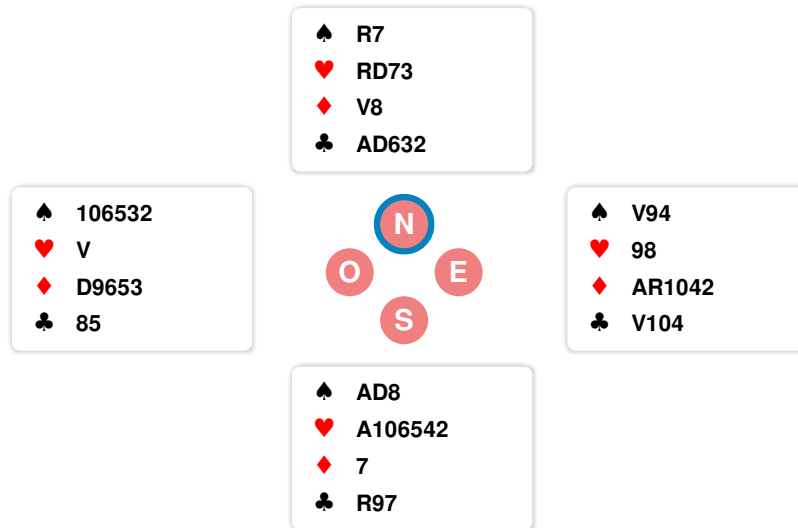 ♠ R7
♥ RD73
♦ V8
♣ AD632
♠ 106532
♥ V
♦ D9653
♣ 85
N
O E
S
♠ V94
♥ 98
♦ AR1042
♣ V104
♠ AD8
♥ A106542
♦ 7
♣ R97